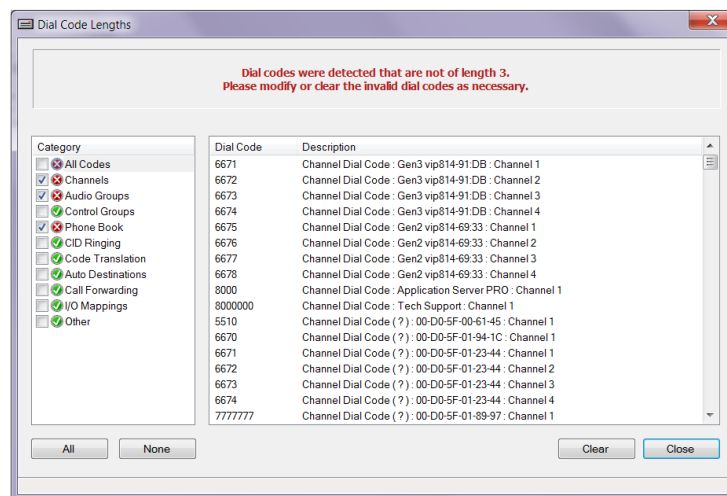 Dial Code Lengths
Dial codes were detected that are not of length 3.
Please modify or clear the invalid dial codes as necessary.
Category
All Codes
Channels
Audio Groups
Control Groups
Phone Book
CID Ringing
Code Translation
Auto Destinations
Call Forwarding
I/O Mappings
Other
Dial Code Description
6671 Channel Dial Code : Gen3 vip814-91:DB : Channel 1
6672 Channel Dial Code : Gen3 vip814-91:DB : Channel 2
6673 Channel Dial Code : Gen3 vip814-91:DB : Channel 3
6674 Channel Dial Code : Gen3 vip814-91:DB : Channel 4
6675 Channel Dial Code : Gen2 vip814-69:33 : Channel 1
6676 Channel Dial Code : Gen2 vip814-69:33 : Channel 2
6677 Channel Dial Code : Gen2 vip814-69:33 : Channel 3
6678 Channel Dial Code : Gen2 vip814-69:33 : Channel 4
8000 Channel Dial Code : Application Server PRO : Channel 1
8000000 Channel Dial Code : Tech Support : Channel 1
5510 Channel Dial Code ( ? ) : 00-D0-5F-00-61-45 : Channel 1
6670 Channel Dial Code ( ? ) : 00-D0-5F-01-94-1C : Channel 1
6671 Channel Dial Code ( ? ) : 00-D0-5F-01-23-44 : Channel 1
6672 Channel Dial Code ( ? ) : 00-D0-5F-01-23-44 : Channel 2
6673 Channel Dial Code ( ? ) : 00-D0-5F-01-23-44 : Channel 3
6674 Channel Dial Code ( ? ) : 00-D0-5F-01-23-44 : Channel 4
7777777 Channel Dial Code ( ? ) : 00-D0-5F-01-89-97 : Channel 1
All
None
Clear
Close